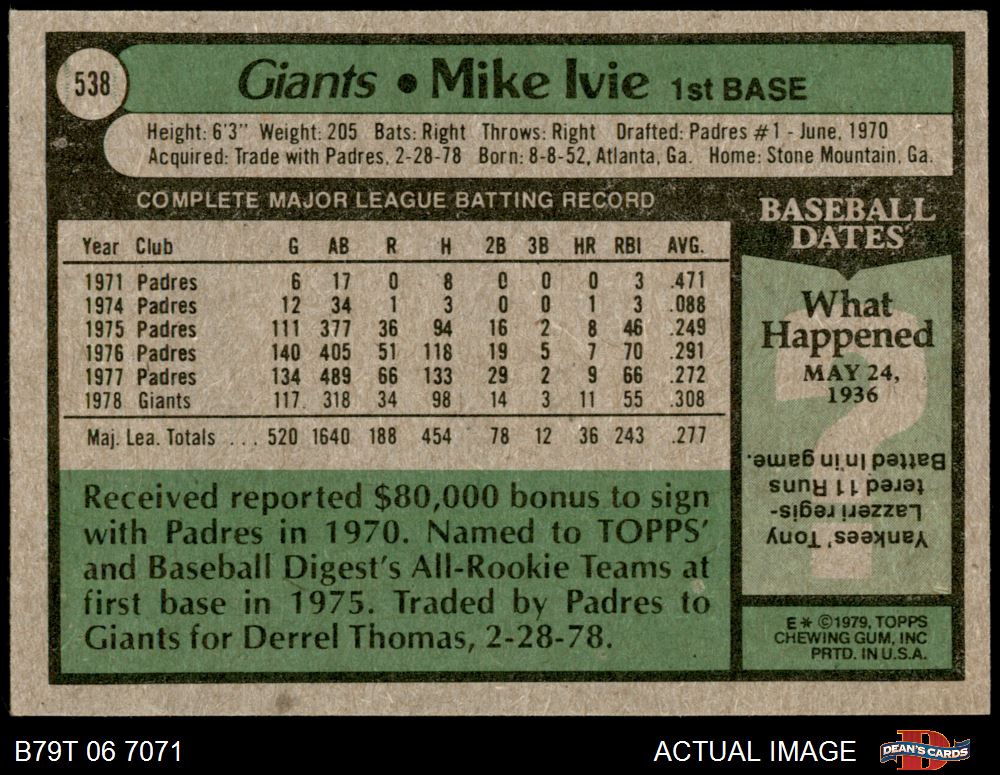 538
Giants • Mike Ivie 1st BASE
Height: 6'3" Weight: 205 Bats: Right Throws: Right Drafted: Padres #1 - June, 1970
Acquired: Trade with Padres, 2-28-78 Born: 8-8-52, Atlanta, Ga. Home: Stone Mountain, Ga.
COMPLETE MAJOR LEAGUE BATTING RECORD
Year Club G AB R H 2B 3B HR RBI AVG.
1971 Padres 6 17 0 8 0 0 0 3 .471
1974 Padres 12 34 1 3 0 0 1 3 .088
1975 Padres 111 377 36 94 16 2 8 46 .249
1976 Padres 140 405 51 118 19 5 7 70 .291
1977 Padres 134 489 66 133 29 2 9 66 .272
1978 Giants 117 318 34 98 14 3 11 55 .308
Maj. Lea. Totals ... 520 1640 188 454 78 12 36 243 .277
Received reported $80,000 bonus to sign
with Padres in 1970. Named to TOPPS'
and Baseball Digest's All-Rookie Teams at
first base in 1975. Traded by Padres to
Giants for Derrel Thomas, 2-28-78.
BASEBALL
DATES
What
Happened
MAY 24,
1936
?
Yankees' Tony
Lazzeri regis-
tered 11 Runs
Batted In in game.
E* ©1979, TOPPS
CHEWING GUM, INC
PRTD. IN U.S.A.
B79T 06 7071
ACTUAL IMAGE
DEAN'S CARDS